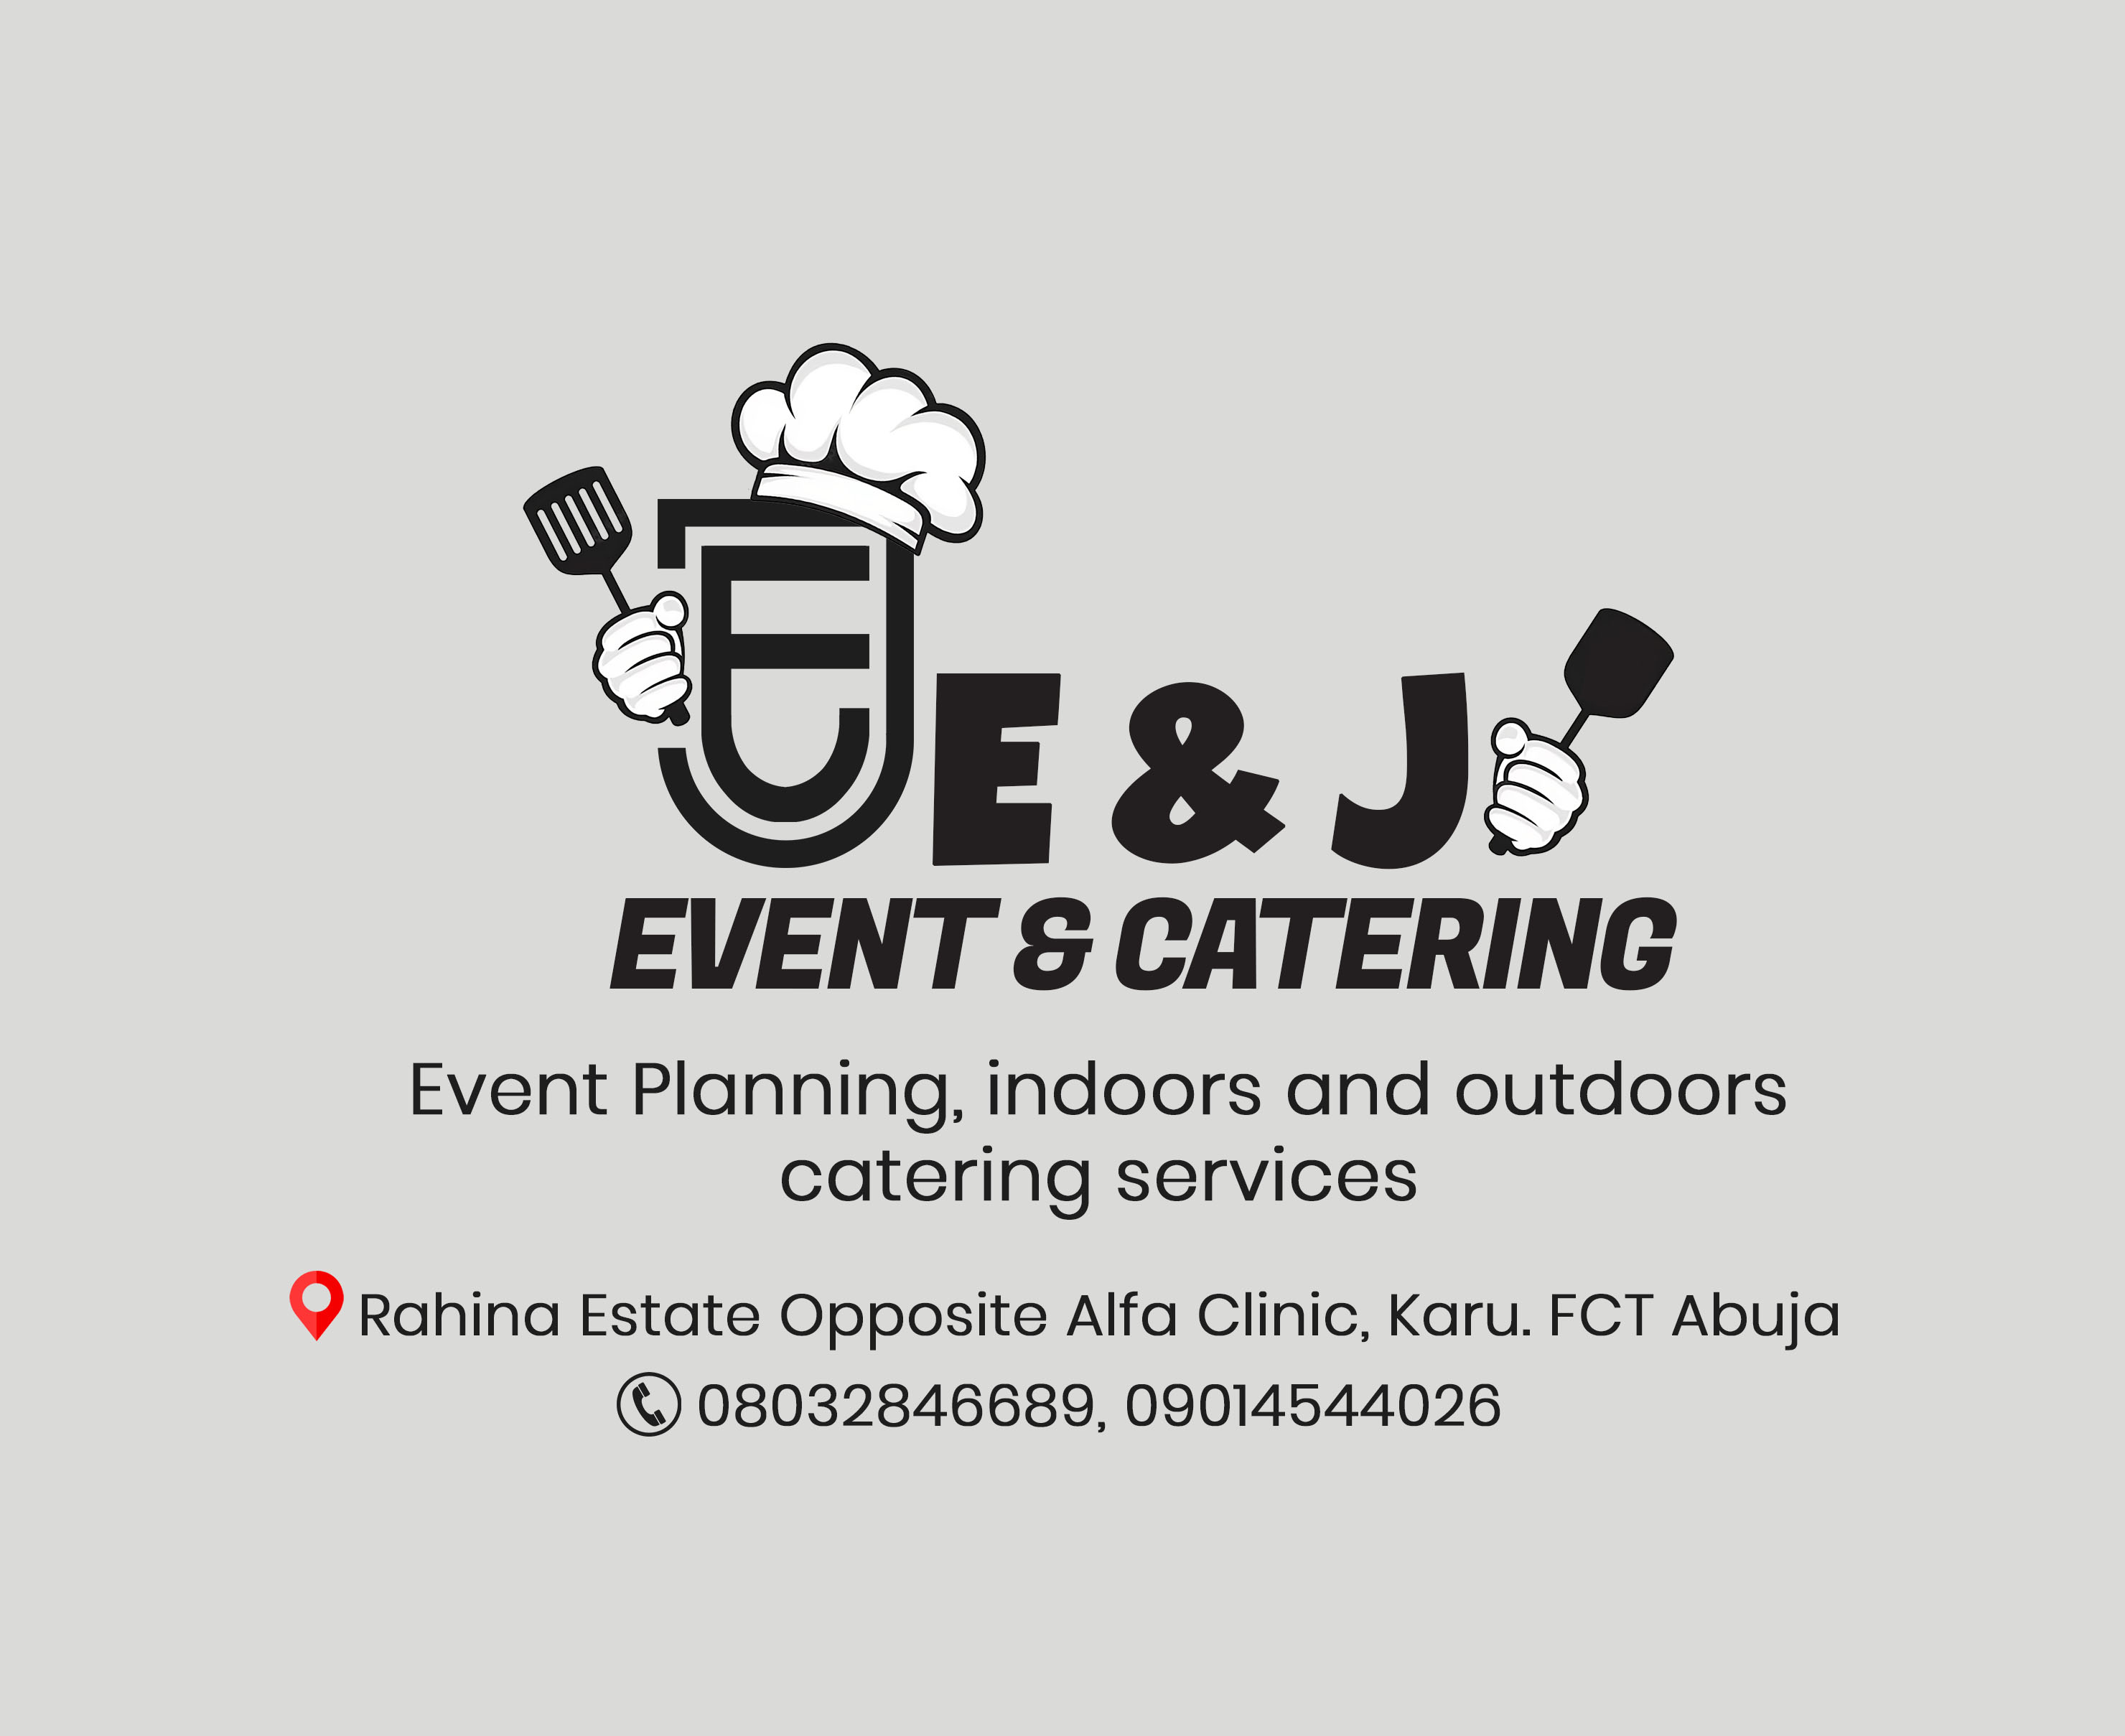 E & J
EVENT & CATERING
Event Planning, indoors and outdoors
catering services
Rahina Estate Opposite Alfa Clinic, Karu. FCT Abuja
08032846689, 09014544026